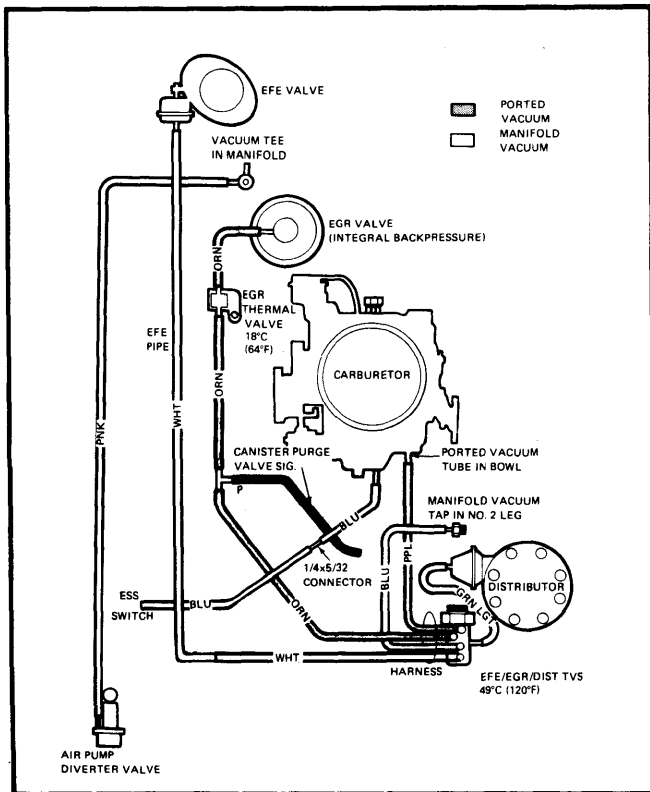 EFE VALVE
PORTED
VACUUM
MANIFOLD
VACUUM
VACUUM TEE
IN MANIFOLD
EGR VALVE
(INTEGRAL BACKPRESSURE)
ORN
EGR
THERMAL
VALVE
18°C
(64°F)
EFE
PIPE
CARBURETOR
ORN
WHT
PNK
CANISTER PURGE
VALVE SIG.
PORTED VACUUM
TUBE IN BOWL
P
MANIFOLD VACUUM
TAP IN NO. 2 LEG
BLU
PPL
BLU
1/4x5/32
CONNECTOR
DISTRIBUTOR
GRN LGT
ESS
SWITCH
BLU
ORN
WHT
HARNESS
EFE/EGR/DIST TVS
49°C (120°F)
AIR PUMP
DIVERTER VALVE